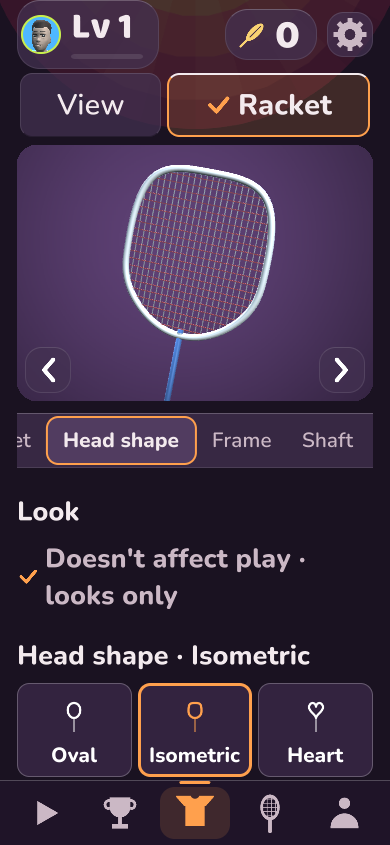 Lv 1
0
View
Racket
et
Head shape
Frame
Shaft
Look
Doesn't affect play ·
looks only
Head shape · Isometric
Oval
Isometric
Heart